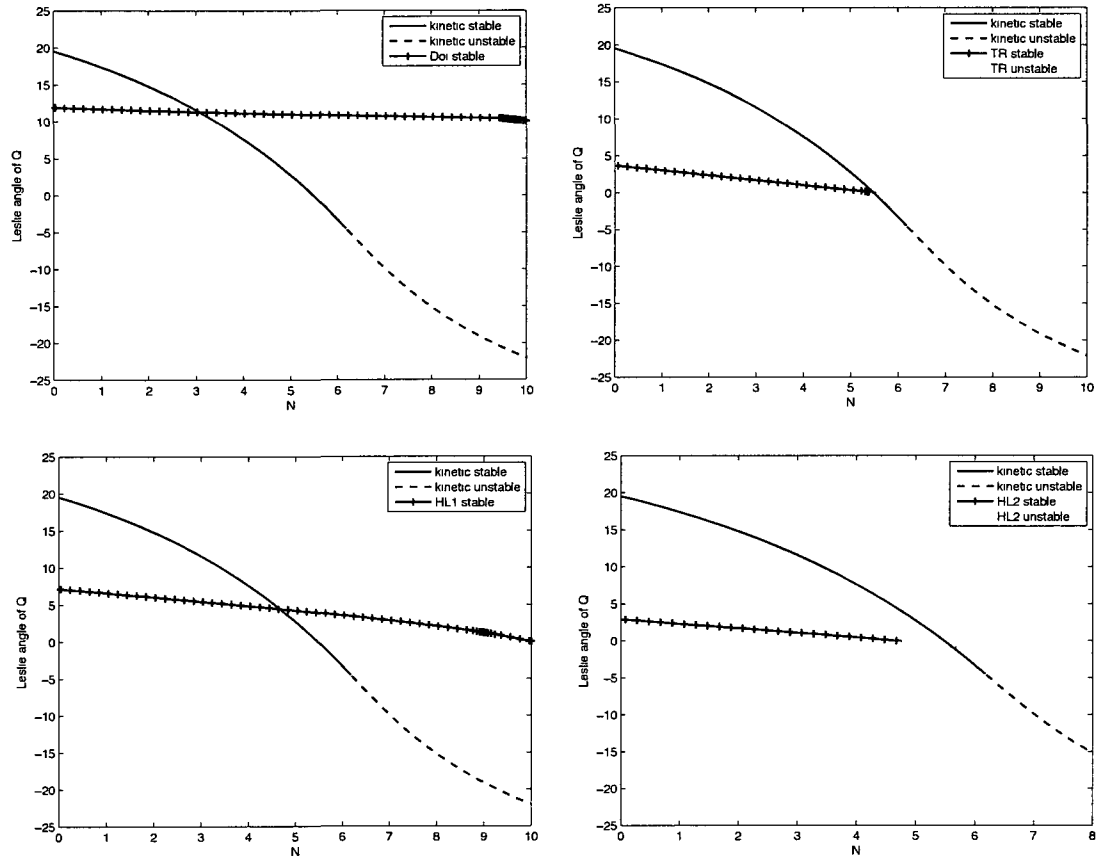 kinetic stable
kinetic unstable
Doi stable
Leslie angle of Q
25
20
15
10
5
0
−5
−10
−15
−20
−25
0 1 2 3 4 5 6 7 8 9 10
N
kinetic stable
kinetic unstable
TR stable
TR unstable
Leslie angle of Q
25
20
15
10
5
0
−5
−10
−15
−20
−25
0 1 2 3 4 5 6 7 8 9 10
N
kinetic stable
kinetic unstable
HL1 stable
Leslie angle of Q
25
20
15
10
5
0
−5
−10
−15
−20
−25
0 1 2 3 4 5 6 7 8 9 10
N
kinetic stable
kinetic unstable
HL2 stable
HL2 unstable
Leslie angle of Q
25
20
15
10
5
0
−5
−10
−15
−20
−25
0 1 2 3 4 5 6 7 8
N